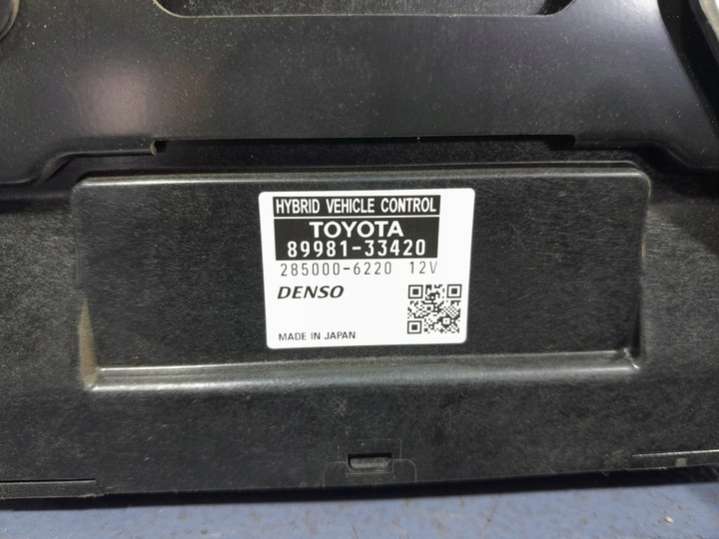 HYBRID VEHICLE CONTROL
TOYOTA
89981-33420
285000-6220 12V
DENSO
MADE IN JAPAN